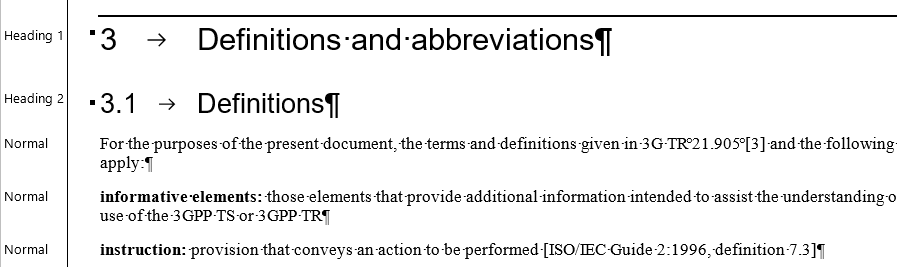 Heading 1 3 → Definitions·and·abbreviations¶
Heading 2 3.1 → Definitions¶
Normal For·the·purposes·of·the·present·document,·the·terms·and·definitions·given·in·3G·TR°21.905°[3]·and·the·following·
apply:¶
Normal informative·elements:·those·elements·that·provide·additional·information·intended·to·assist·the·understanding·
use·of·the·3GPP·TS·or·3GPP·TR¶
Normal instruction:·provision·that·conveys·an·action·to·be·performed·[ISO/IEC·Guide·2:1996,·definition·7.3]¶